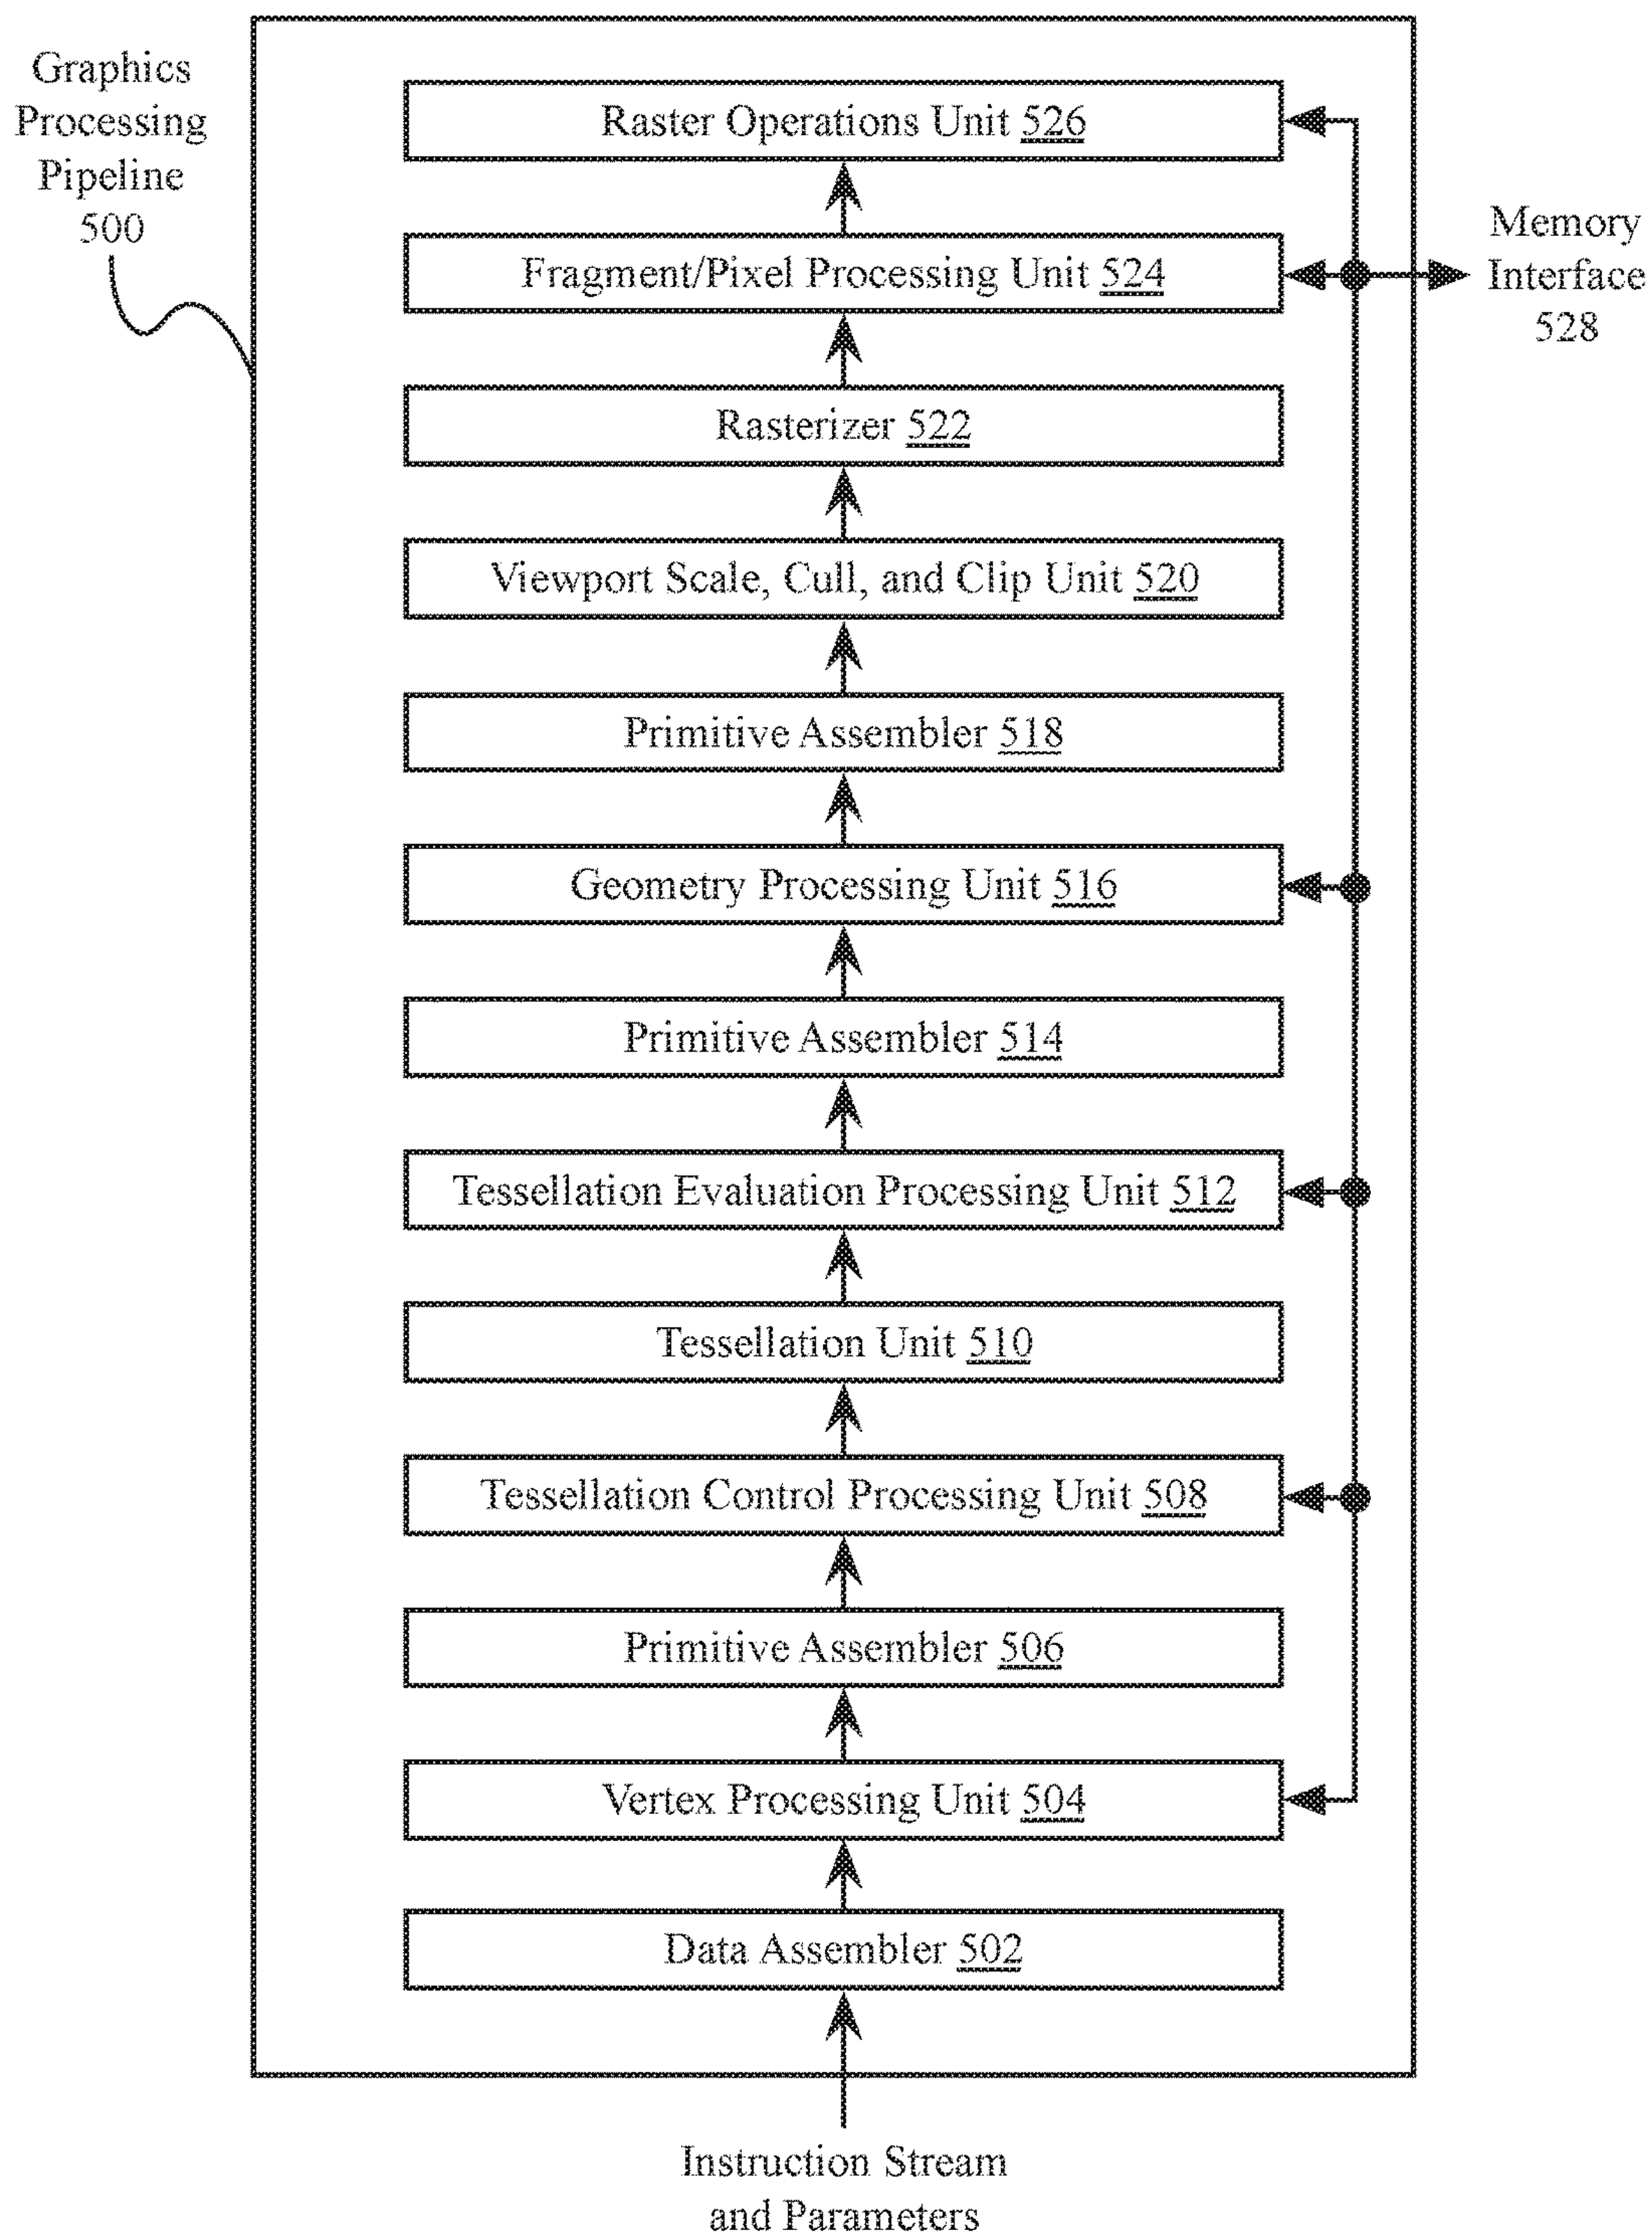 Graphics
Processing
Pipeline
500
Raster Operations Unit 526
Fragment/Pixel Processing Unit 524
Memory
Interface
528
Rasterizer 522
Viewport Scale, Cull, and Clip Unit 520
Primitive Assembler 518
Geometry Processing Unit 516
Primitive Assembler 514
Tessellation Evaluation Processing Unit 512
Tessellation Unit 510
Tessellation Control Processing Unit 508
Primitive Assembler 506
Vertex Processing Unit 504
Data Assembler 502
Instruction Stream
and Parameters